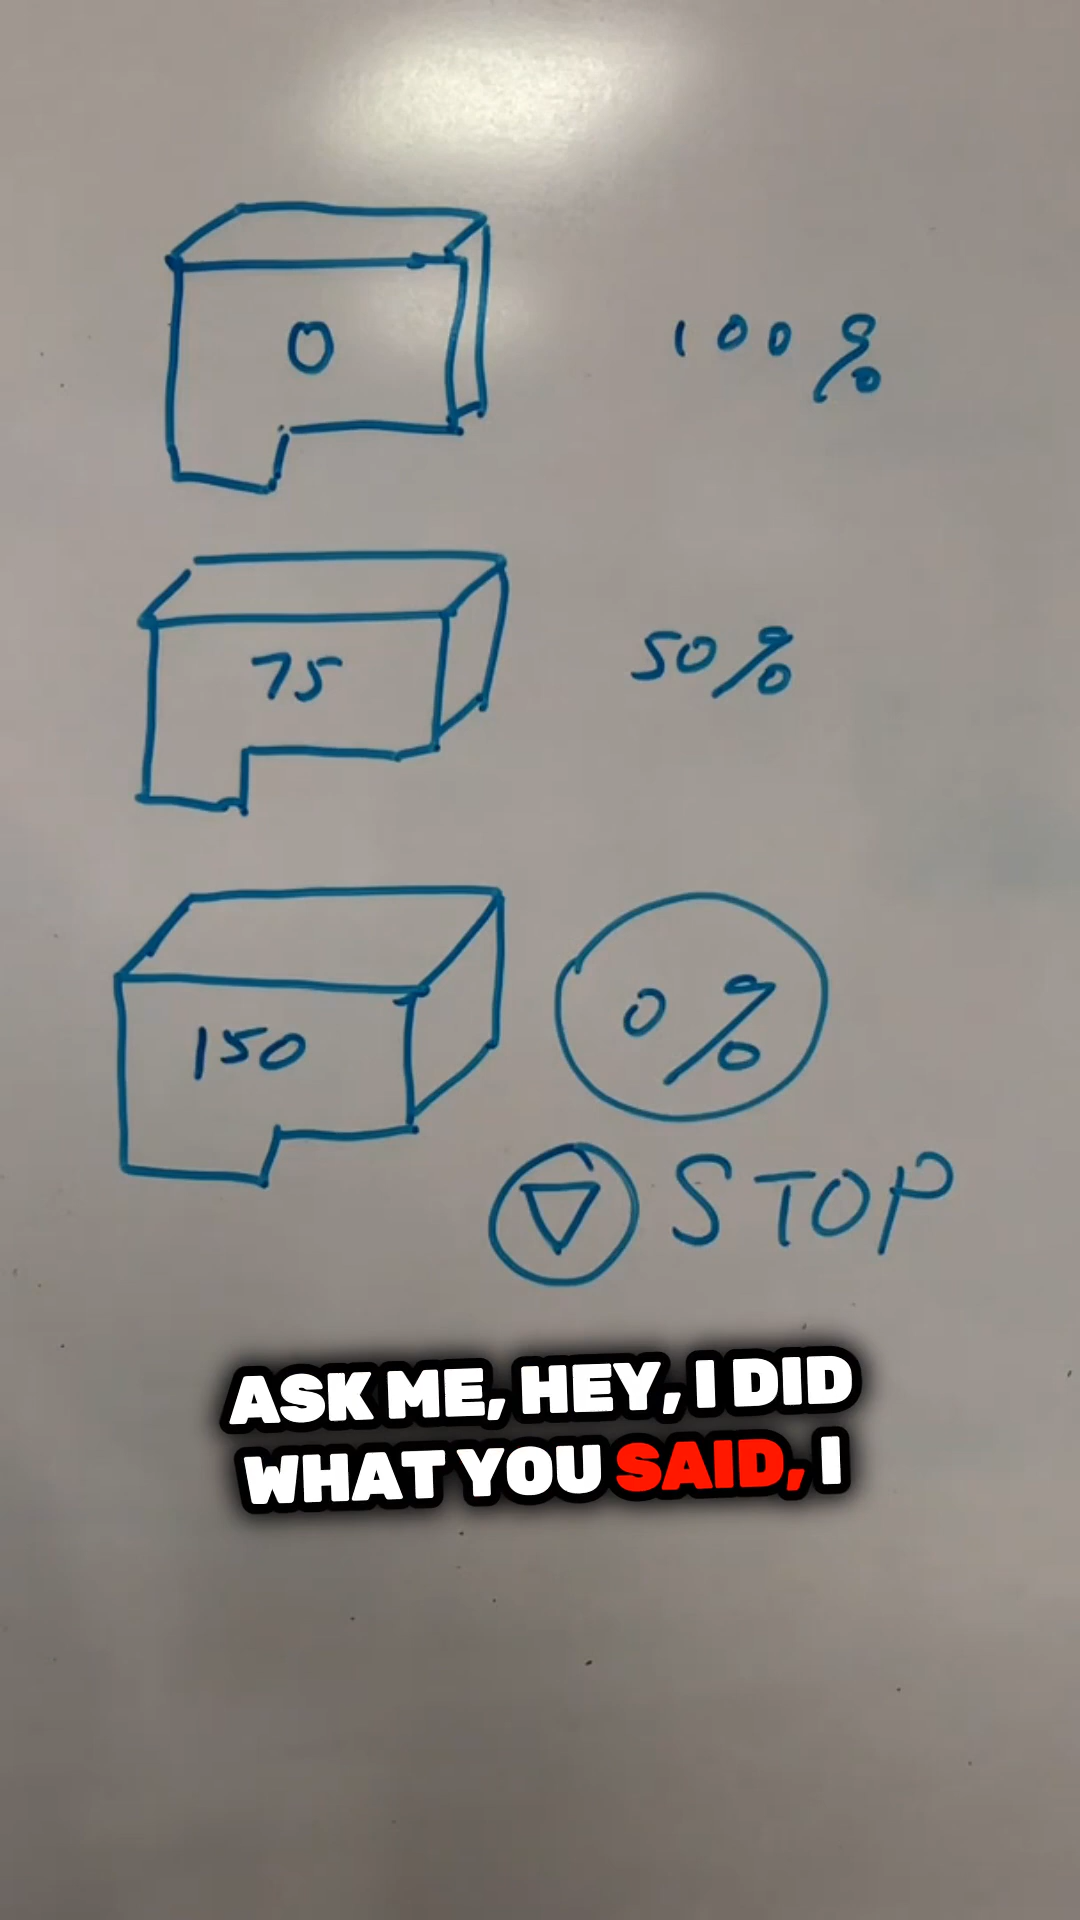 0 100%
75 50%
150 0%
STOP
ASK ME, HEY, I DID
WHAT YOU SAID, I